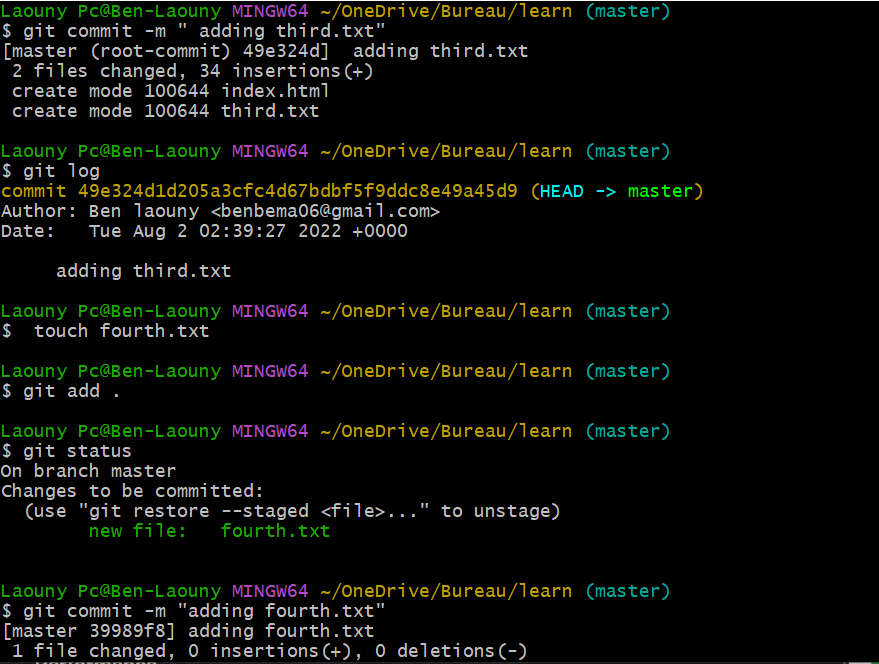 Laouny Pc@Ben-Laouny MINGW64 ~/OneDrive/Bureau/learn (master)
$ git commit -m " adding third.txt"
[master (root-commit) 49e324d]  adding third.txt
 2 files changed, 34 insertions(+)
 create mode 100644 index.html
 create mode 100644 third.txt

Laouny Pc@Ben-Laouny MINGW64 ~/OneDrive/Bureau/learn (master)
$ git log
commit 49e324d1d205a3cfc4d67bdbf5f9ddc8e49a45d9 (HEAD -> master)
Author: Ben laouny <benbema06@gmail.com>
Date:   Tue Aug 2 02:39:27 2022 +0000

     adding third.txt

Laouny Pc@Ben-Laouny MINGW64 ~/OneDrive/Bureau/learn (master)
$  touch fourth.txt

Laouny Pc@Ben-Laouny MINGW64 ~/OneDrive/Bureau/learn (master)
$ git add .

Laouny Pc@Ben-Laouny MINGW64 ~/OneDrive/Bureau/learn (master)
$ git status
On branch master
Changes to be committed:
  (use "git restore --staged <file>..." to unstage)
        new file:   fourth.txt


Laouny Pc@Ben-Laouny MINGW64 ~/OneDrive/Bureau/learn (master)
$ git commit -m "adding fourth.txt"
[master 39989f8] adding fourth.txt
 1 file changed, 0 insertions(+), 0 deletions(-)